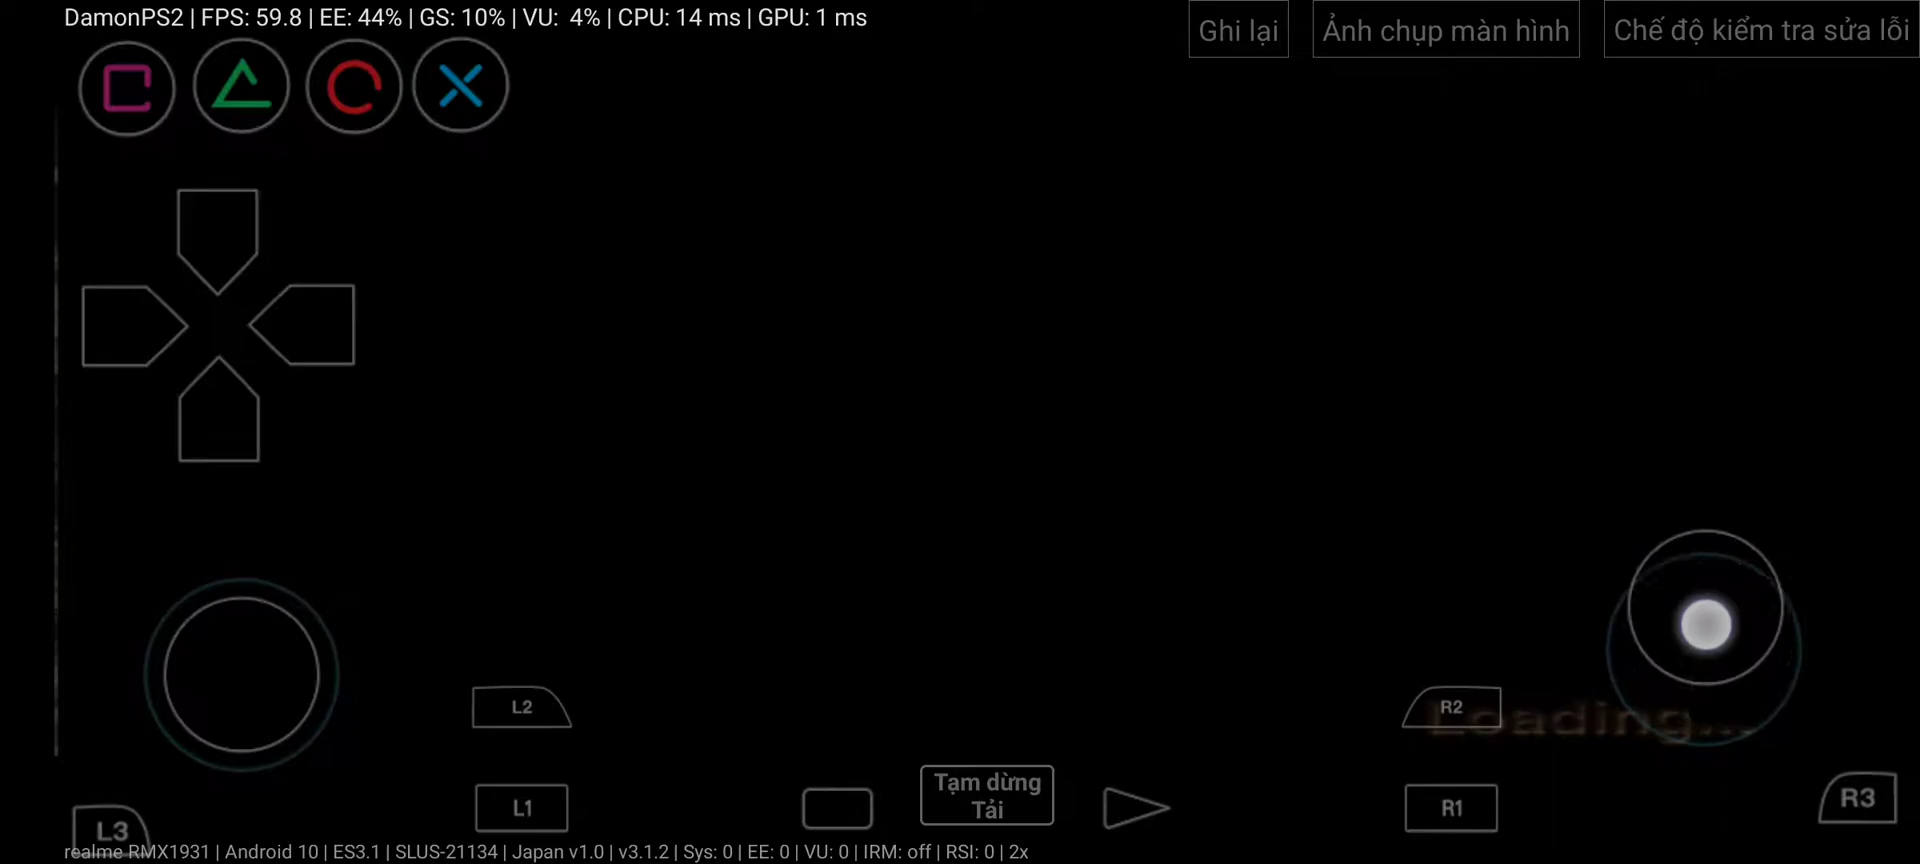 DamonPS2 | FPS: 59.8 | EE: 44% | GS: 10% | VU: 4% | CPU: 14 ms | GPU: 1 ms
Ghi lại
Ảnh chụp màn hình
Chế độ kiểm tra sửa lỗi
L2
R2
Loading...
Tạm dừng
Tải
L1
R1
R3
L3
realme RMX1931 | Android 10 | ES3.1 | SLUS-21134 | Japan v1.0 | v3.1.2 | Sys: 0 | EE: 0 | VU: 0 | IRM: off | RSI: 0 | 2x